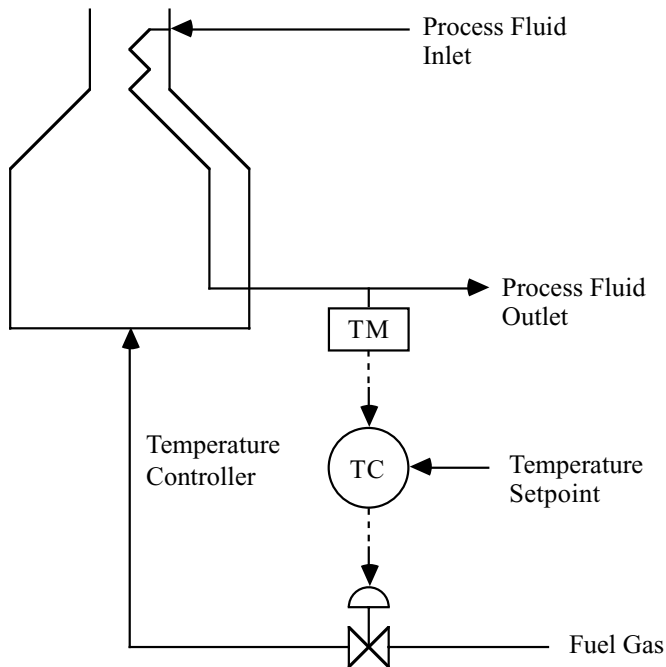 Process Fluid
Inlet
Process Fluid
Outlet
TM
Temperature
Controller
TC
Temperature
Setpoint
Fuel Gas